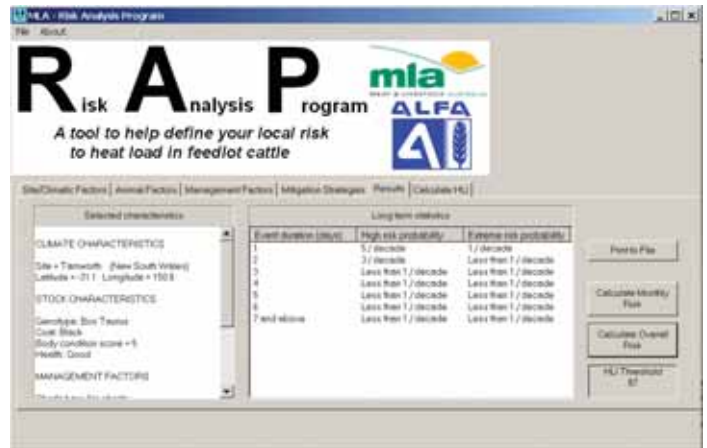 MLA - Risk Analysis Program
File About
Risk Analysis Program
A tool to help define your local risk
to heat load in feedlot cattle
mla
MEAT & LIVESTOCK AUSTRALIA
ALFA
Site/Climatic Factors Animal Factors Management Factors Mitigation Strategies Results Calculate HLI
Selected characteristics
CLIMATE CHARACTERISTICS
Site = Tamworth (New South Wales)
STOCK CHARACTERISTICS
Genotype: Bos Taurus
Coat: Black
Body condition score = 5
Health: Good
MANAGEMENT FACTORS
Long term statistics
Event duration (days) High risk probability Extreme risk probability
1 5 / decade 1 / decade
2 3 / decade Less than 1 / decade
3 Less than 1 / decade Less than 1 / decade
4 Less than 1 / decade Less than 1 / decade
5 Less than 1 / decade Less than 1 / decade
6 Less than 1 / decade Less than 1 / decade
7 and above Less than 1 / decade Less than 1 / decade
Print to File
Calculate Monthly
Risk
Calculate Overall
Risk
HLI Threshold